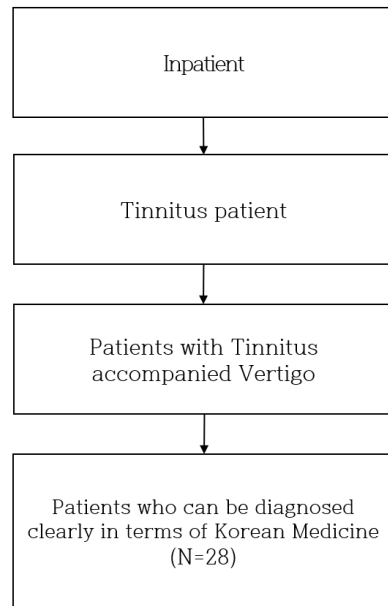 Inpatient
Tinnitus patient
Patients with Tinnitus
accompanied Vertigo
Patients who can be diagnosed
clearly in terms of Korean Medicine
(N=28)